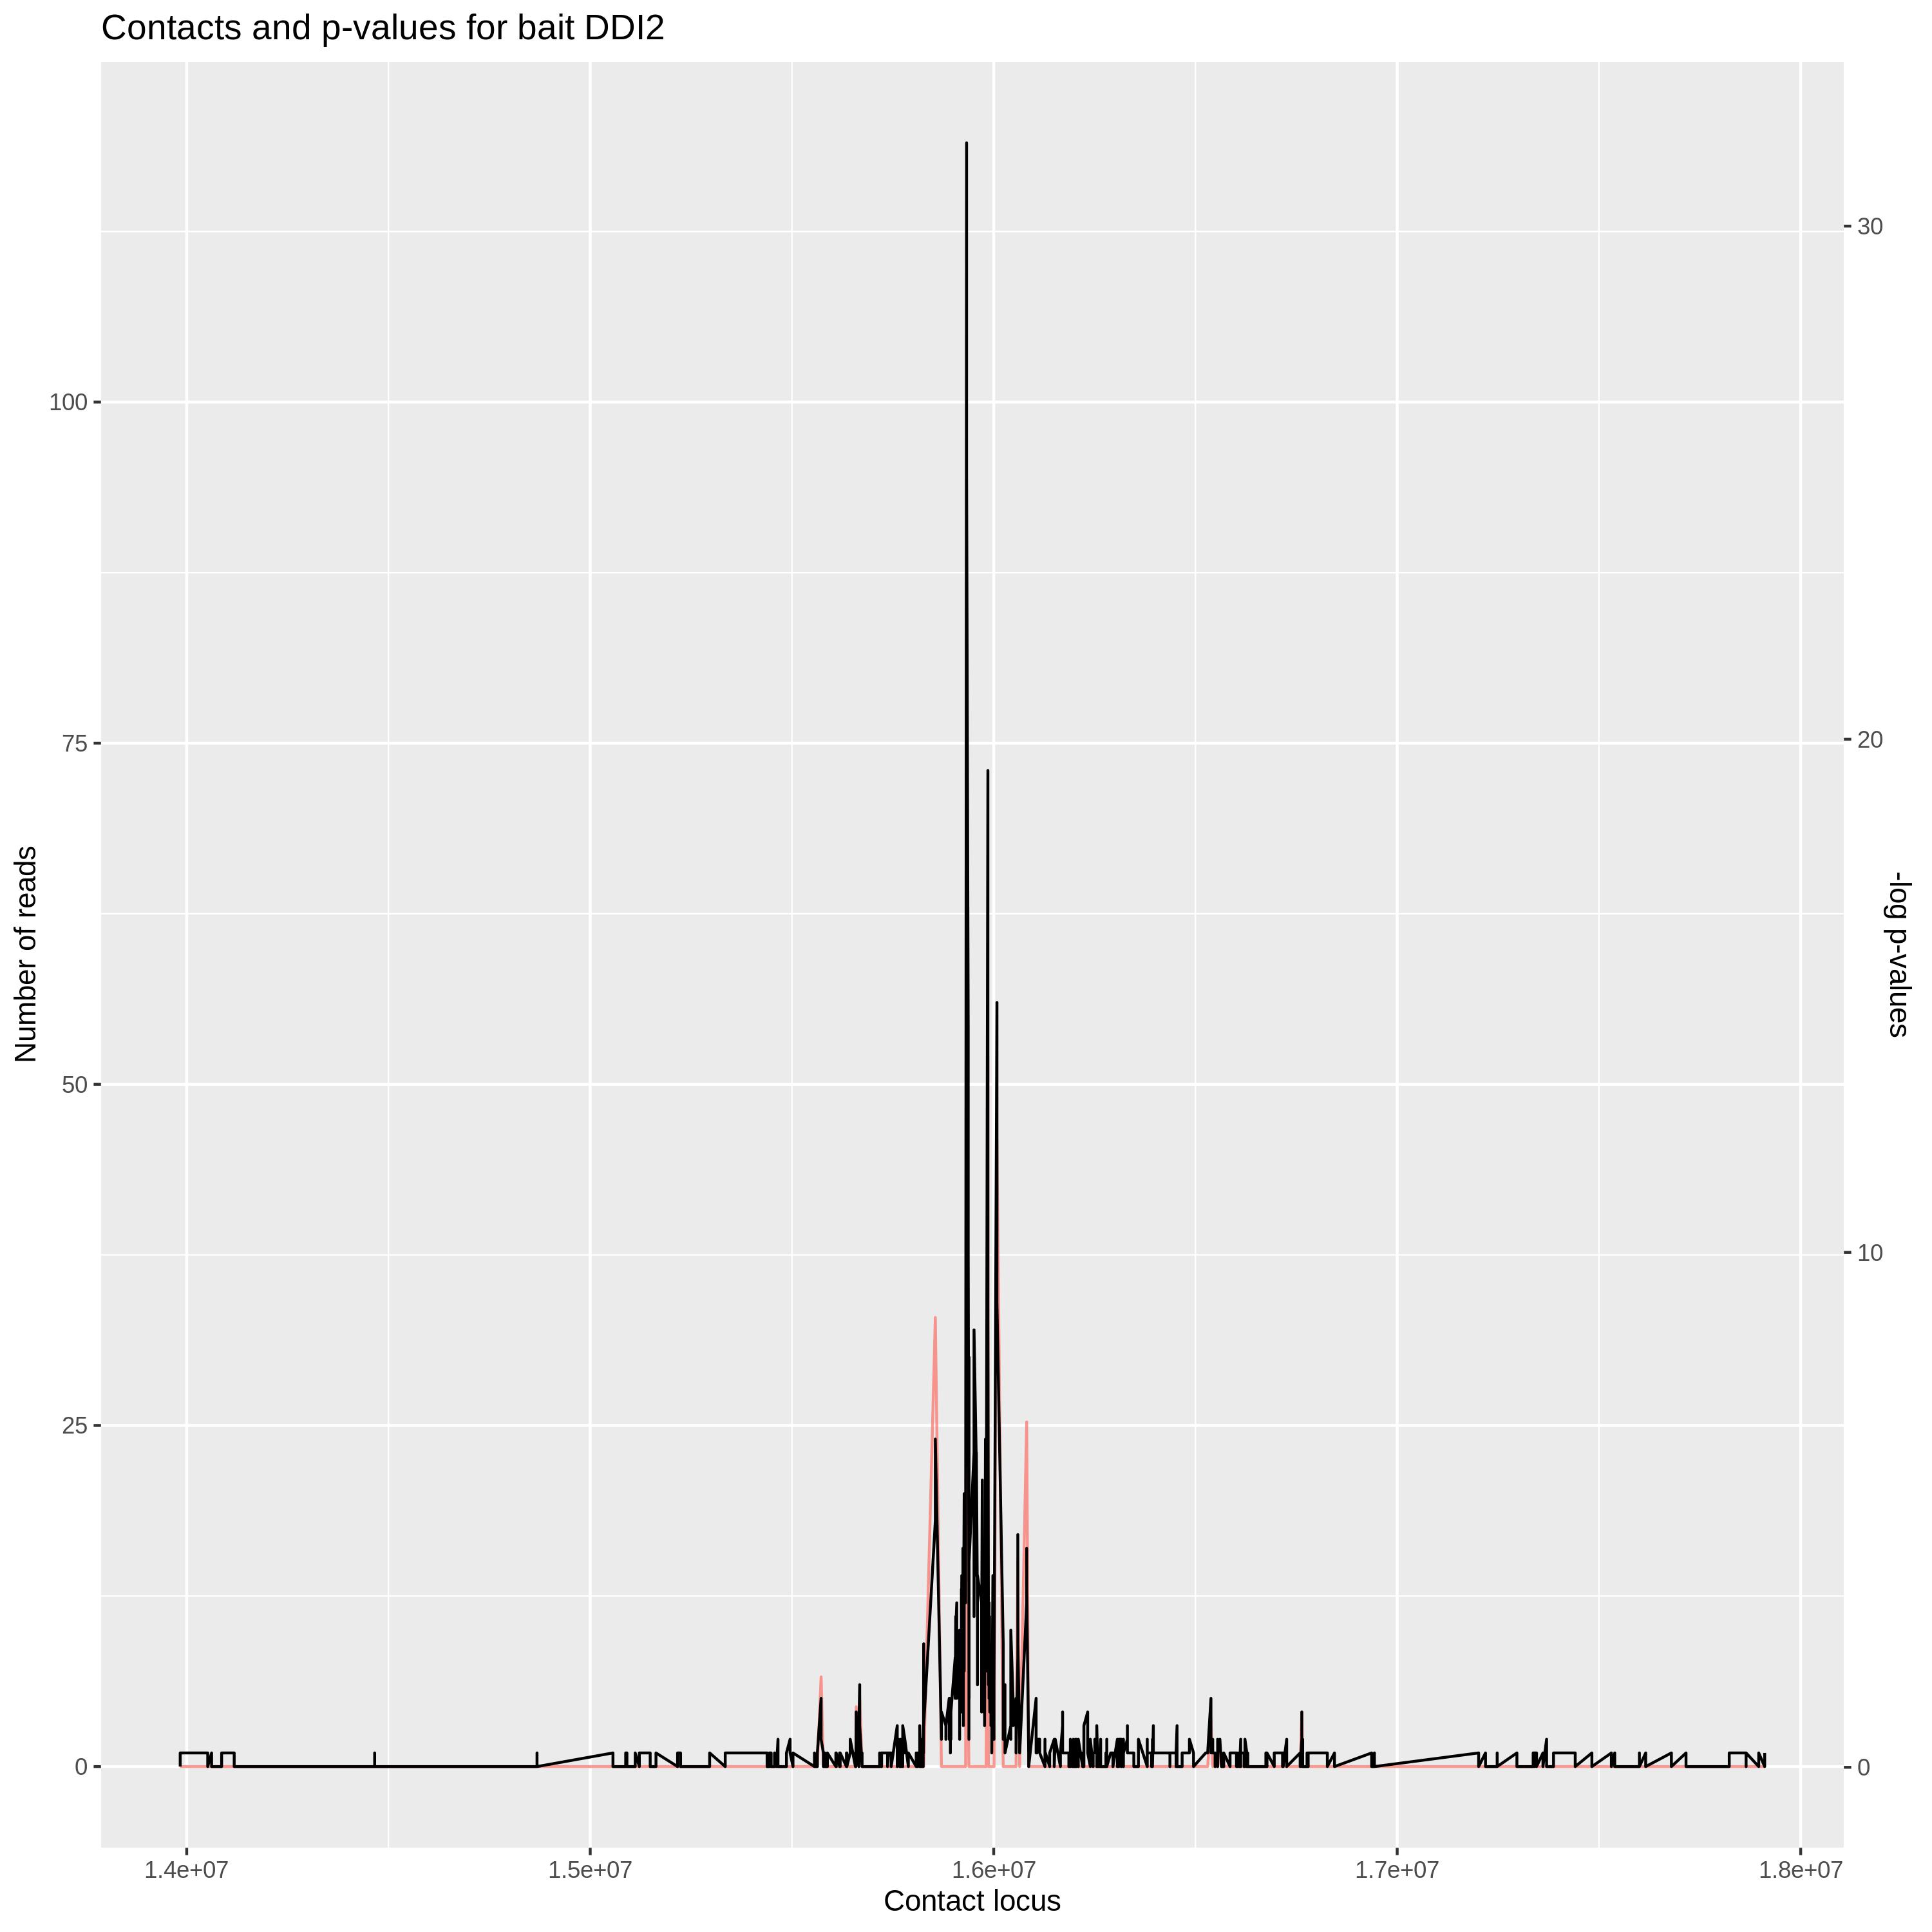 Contacts and p-values for bait DDI2
Number of reads
100
75
50
25
0
30
20
10
0
-log p-values
1.4e+07
1.5e+07
1.6e+07
1.7e+07
1.8e+07
Contact locus